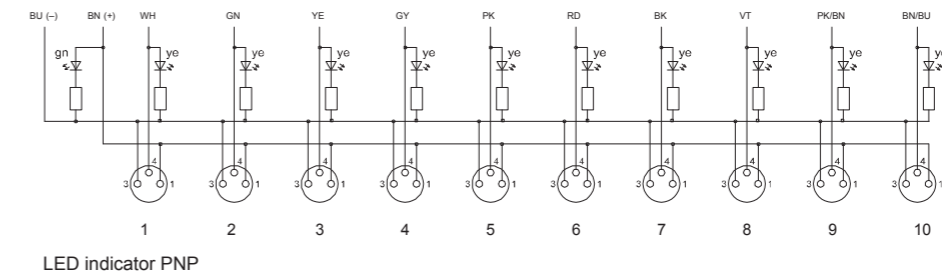 BU (–) BN (+) WH GN YE GY PK RD BK VT PK/BN BN/BU
gn ye ye ye ye ye ye ye ye ye ye
4 4 4 4 4 4 4 4 4 4
3 1 3 1 3 1 3 1 3 1 3 1 3 1 3 1 3 1 3 1
1 2 3 4 5 6 7 8 9 10
LED indicator PNP